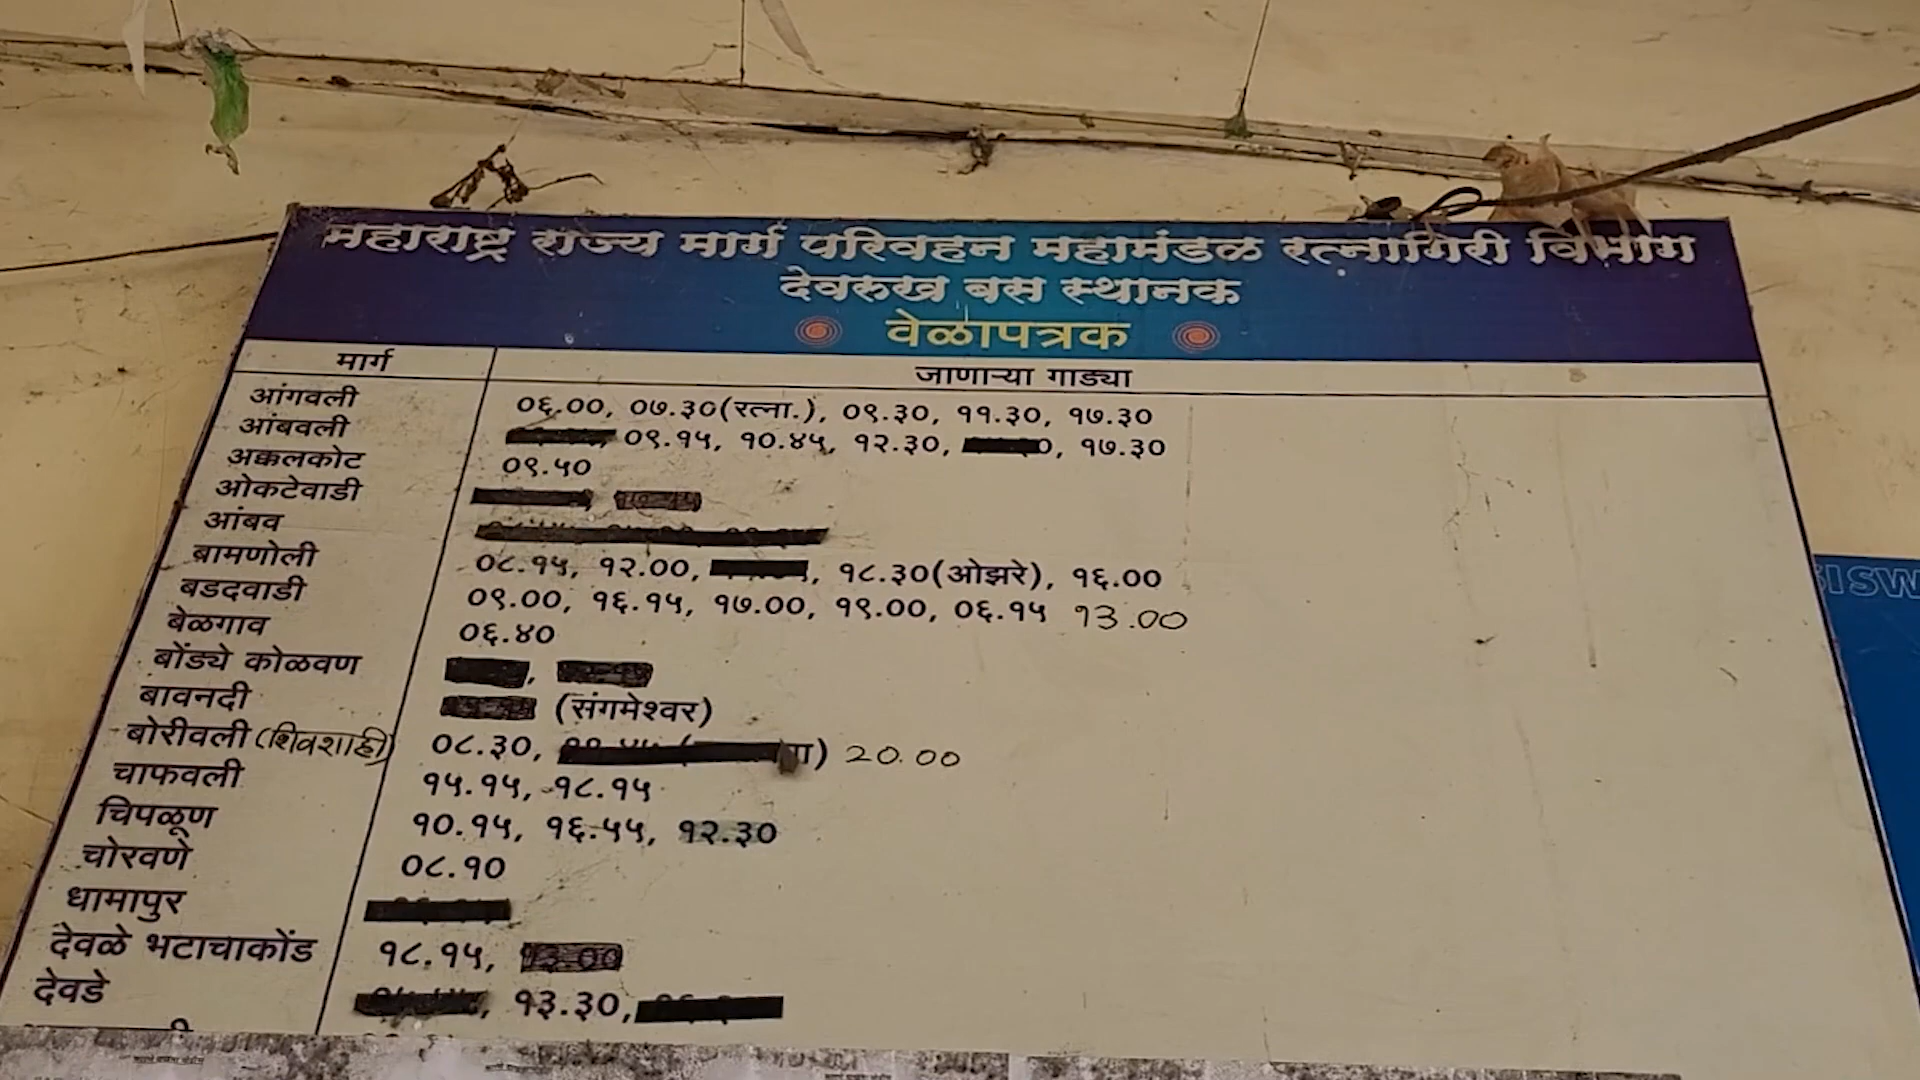 महाराष्ट्र राज्य मार्ग परिवहन महामंडळ रत्नागिरी विभाग
देवरुख बस स्थानक
वेळापत्रक
मार्ग जाणाऱ्या गाड्या
आंगवली ०६.००, ०७.३०(रत्ना.), ०९.३०, ११.३०, १७.३०
आंबवली ०९.१५, १०.४५, १२.३०, १७.३०
अक्कलकोट ०९.५०
ओकटेवाडी
आंबव
बामणोली ०८.१५, १२.००, १८.३०(ओझरे), १६.००
बडदवाडी ०९.००, १६.१५, १७.००, १९.००, ०६.१५ १३.००
बेळगाव ०६.४०
बोंड्ये कोळवण
बावनदी (संगमेश्वर)
बोरीवली (शिवशाही) ०८.३०, 20.00
चाफवली १५.१५, १८.१५
चिपळूण १०.१५, १६.५५, १२.३०
चोरवणे ०८.१०
धामापुर
देवळे भटाचाकोंड १८.१५,
देवडे १३.३०,